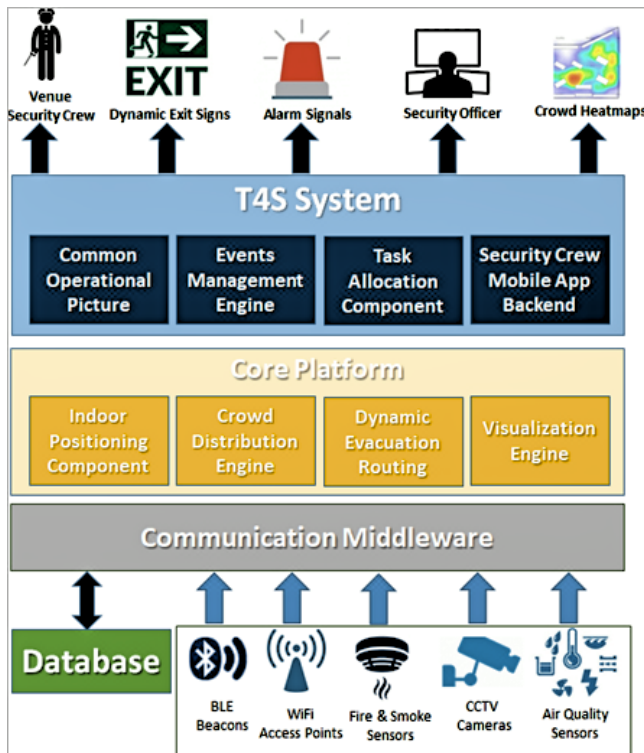 EXIT
Venue
Security Crew
Dynamic Exit Signs
Alarm Signals
Security Officer
Crowd Heatmaps
T4S System
Common
Operational
Picture
Events
Management
Engine
Task
Allocation
Component
Security Crew
Mobile App
Backend
Core Platform
Indoor
Positioning
Component
Crowd
Distribution
Engine
Dynamic
Evacuation
Routing
Visualization
Engine
Communication Middleware
Database
BLE
Beacons
WiFi
Access Points
Fire & Smoke
Sensors
CCTV
Cameras
Air Quality
Sensors